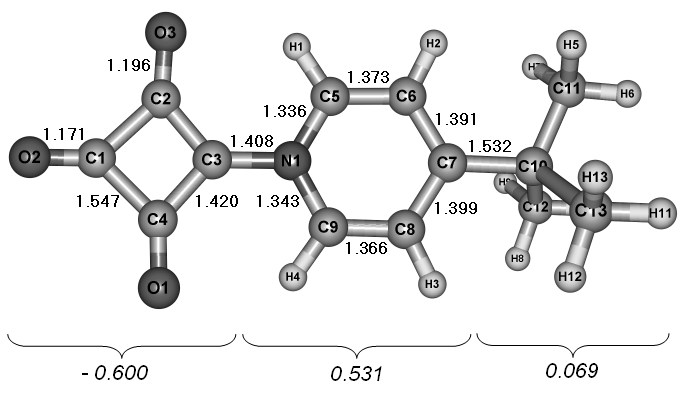 O3
H1
H2
H5
1.196
1.373
H7
C11
H6
C2
C5
C6
1.336
1.391
1.171
1.408
1.532
O2
C1
C3
N1
C7
C10
H9
H13
1.547
1.420
1.343
1.399
C12
C13
H11
C4
C9
C8
1.366
H8
H4
H3
H12
O1
- 0.600
0.531
0.069